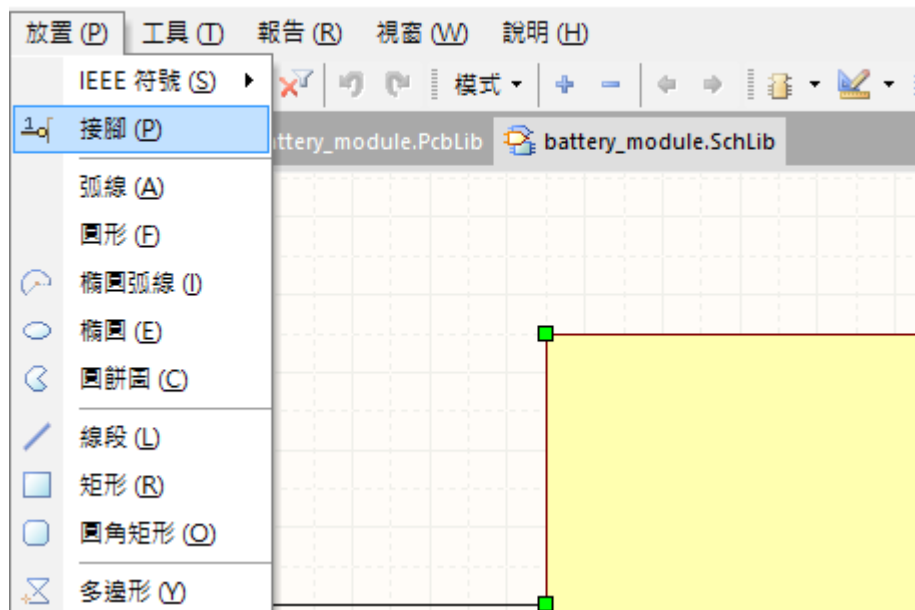 放置 (P) 工具 (T) 報告 (R) 視窗 (W) 說明 (H)
IEEE 符號 (S)
模式
接腳 (P)
ttery_module.PcbLib battery_module.SchLib
弧線 (A)
圓形 (F)
橢圓弧線 (I)
橢圓 (E)
圓餅圖 (C)
線段 (L)
矩形 (R)
圓角矩形 (O)
多邊形 (Y)